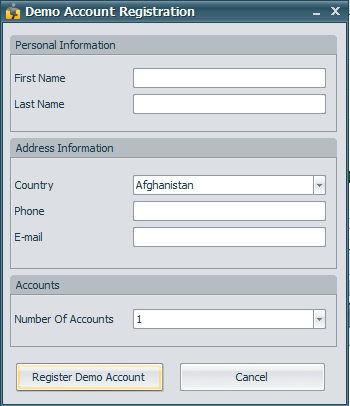 Demo Account Registration
Personal Information
First Name
Last Name
Address Information
Country Afghanistan
Phone
E-mail
Accounts
Number Of Accounts 1
Register Demo Account Cancel